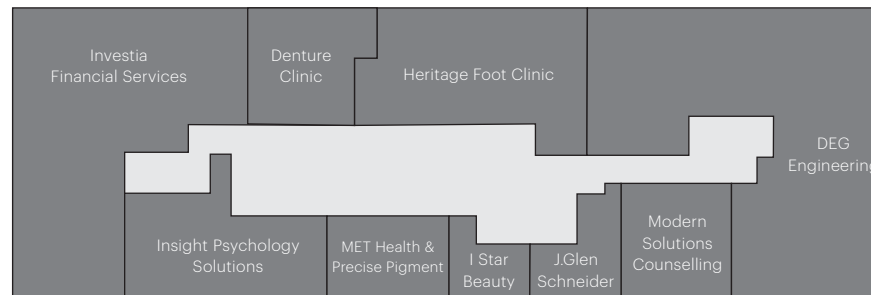 Investia
Financial Services
Denture
Clinic
Heritage Foot Clinic
DEG
Engineering
Insight Psychology
Solutions
MET Health &
Precise Pigment
I Star
Beauty
J.Glen
Schneider
Modern
Solutions
Counselling